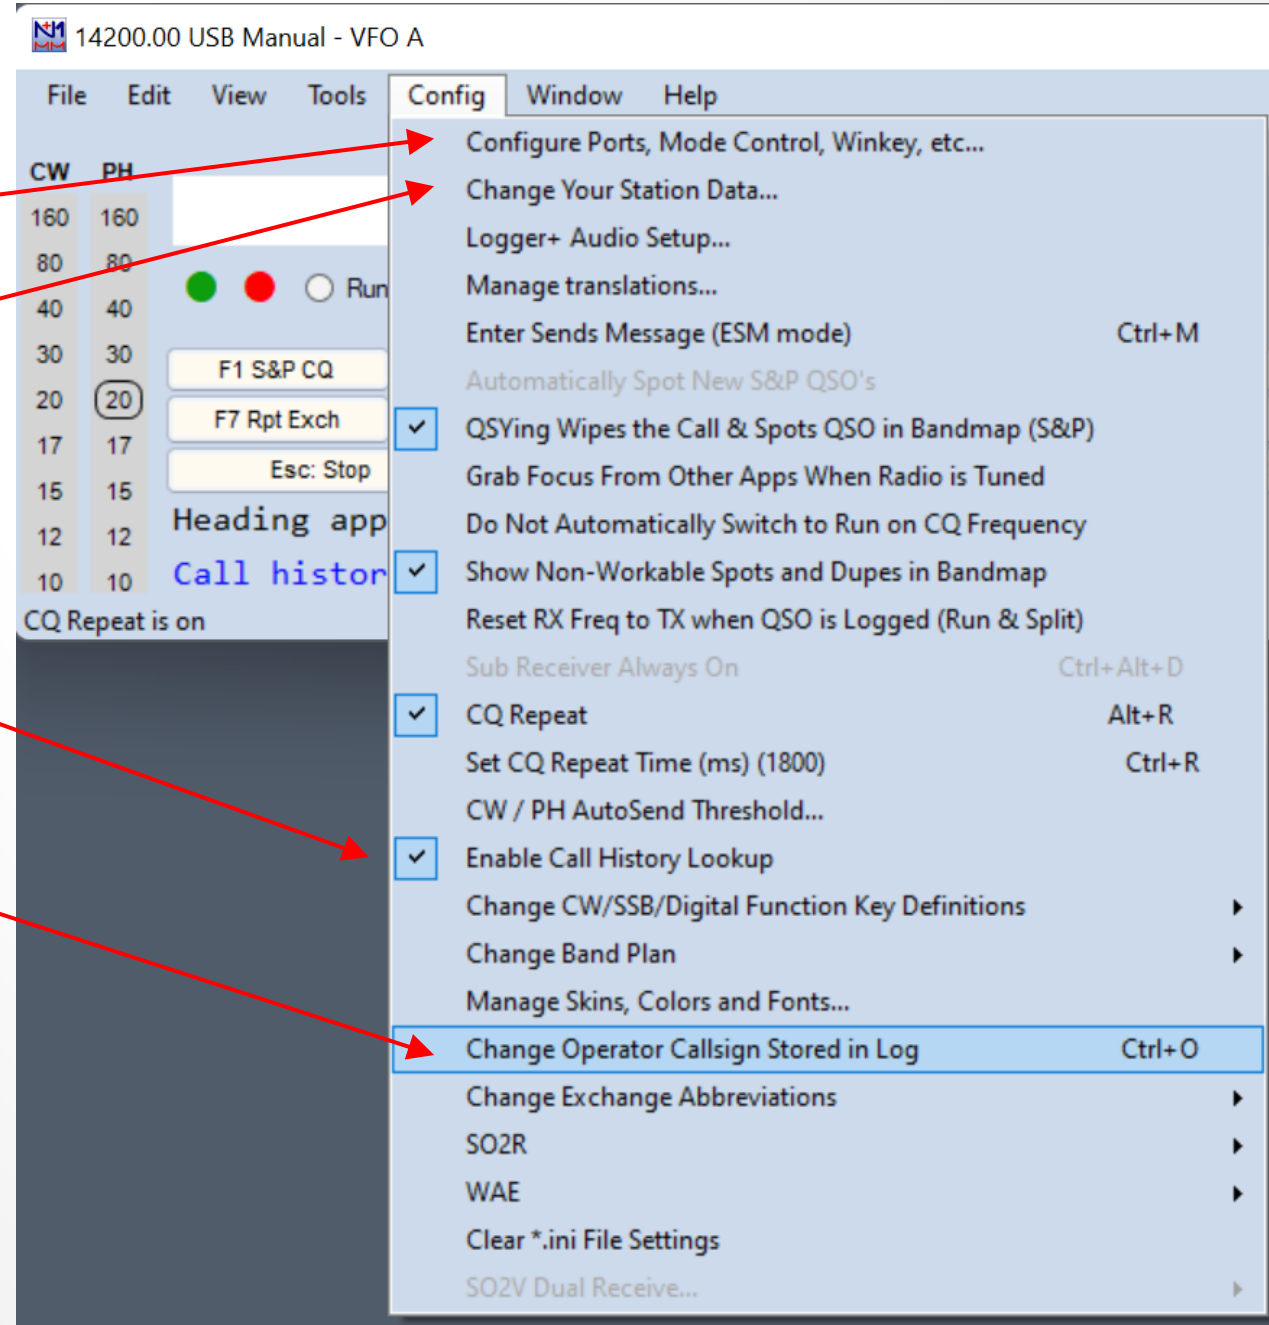 14200.00 USB Manual - VFO A
File Edit View Tools Config Window Help
CW PH
160 160
80 80
40 40
30 30
20 20
17 17
15 15
12 12
10 10
Run
F1 S&P CQ
F7 Rpt Exch
Esc: Stop
Heading app
Call histor
CQ Repeat is on
Configure Ports, Mode Control, Winkey, etc...
Change Your Station Data...
Logger+ Audio Setup...
Manage translations...
Enter Sends Message (ESM mode) Ctrl+M
Automatically Spot New S&P QSO's
QSYing Wipes the Call & Spots QSO in Bandmap (S&P)
Grab Focus From Other Apps When Radio is Tuned
Do Not Automatically Switch to Run on CQ Frequency
Show Non-Workable Spots and Dupes in Bandmap
Reset RX Freq to TX when QSO is Logged (Run & Split)
Sub Receiver Always On Ctrl+Alt+D
CQ Repeat Alt+R
Set CQ Repeat Time (ms) (1800) Ctrl+R
CW / PH AutoSend Threshold...
Enable Call History Lookup
Change CW/SSB/Digital Function Key Definitions
Change Band Plan
Manage Skins, Colors and Fonts...
Change Operator Callsign Stored in Log Ctrl+O
Change Exchange Abbreviations
SO2R
WAE
Clear *.ini File Settings
SO2V Dual Receive...